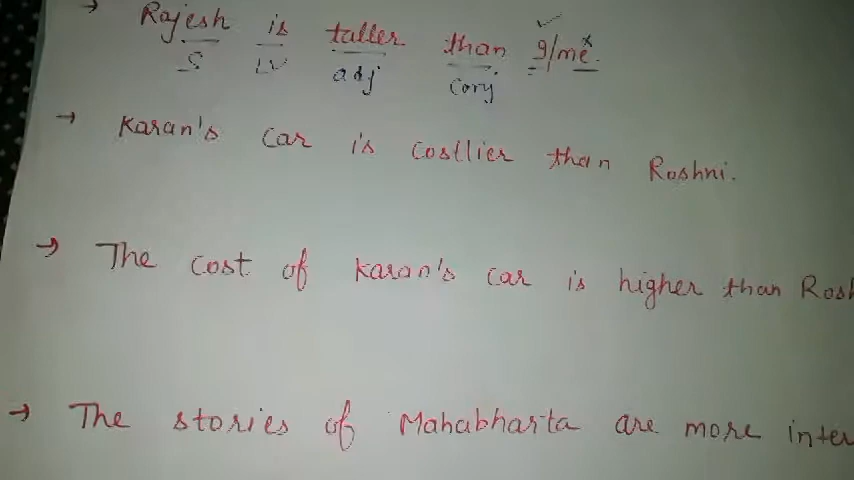 → Rajesh is taller than I/me.
S LV adj conj
→ Karan's car is costlier than Roshni.
→ The cost of Karan's car is higher than Rosh
→ The stories of Mahabharta are more inter